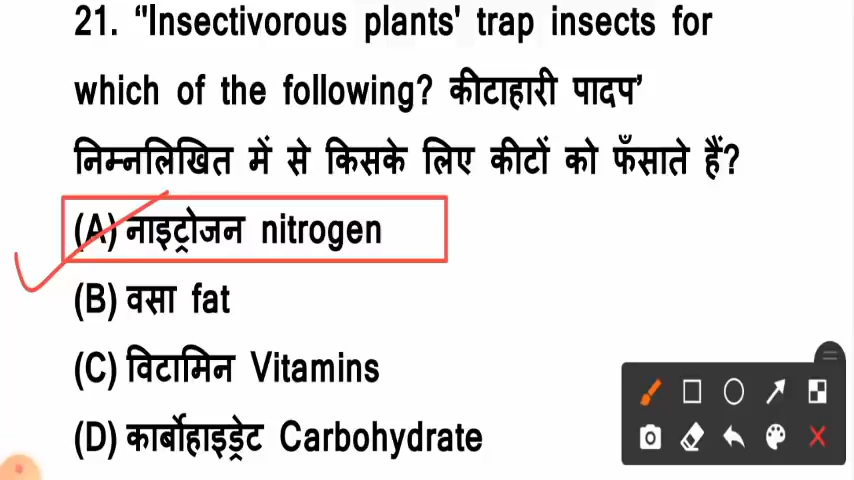 21. “Insectivorous plants' trap insects for
which of the following? कीटाहारी पादप’
निम्नलिखित में से किसके लिए कीटों को फँसाते हैं?
(A) नाइट्रोजन nitrogen
(B) वसा fat
(C) विटामिन Vitamins
(D) कार्बोहाइड्रेट Carbohydrate